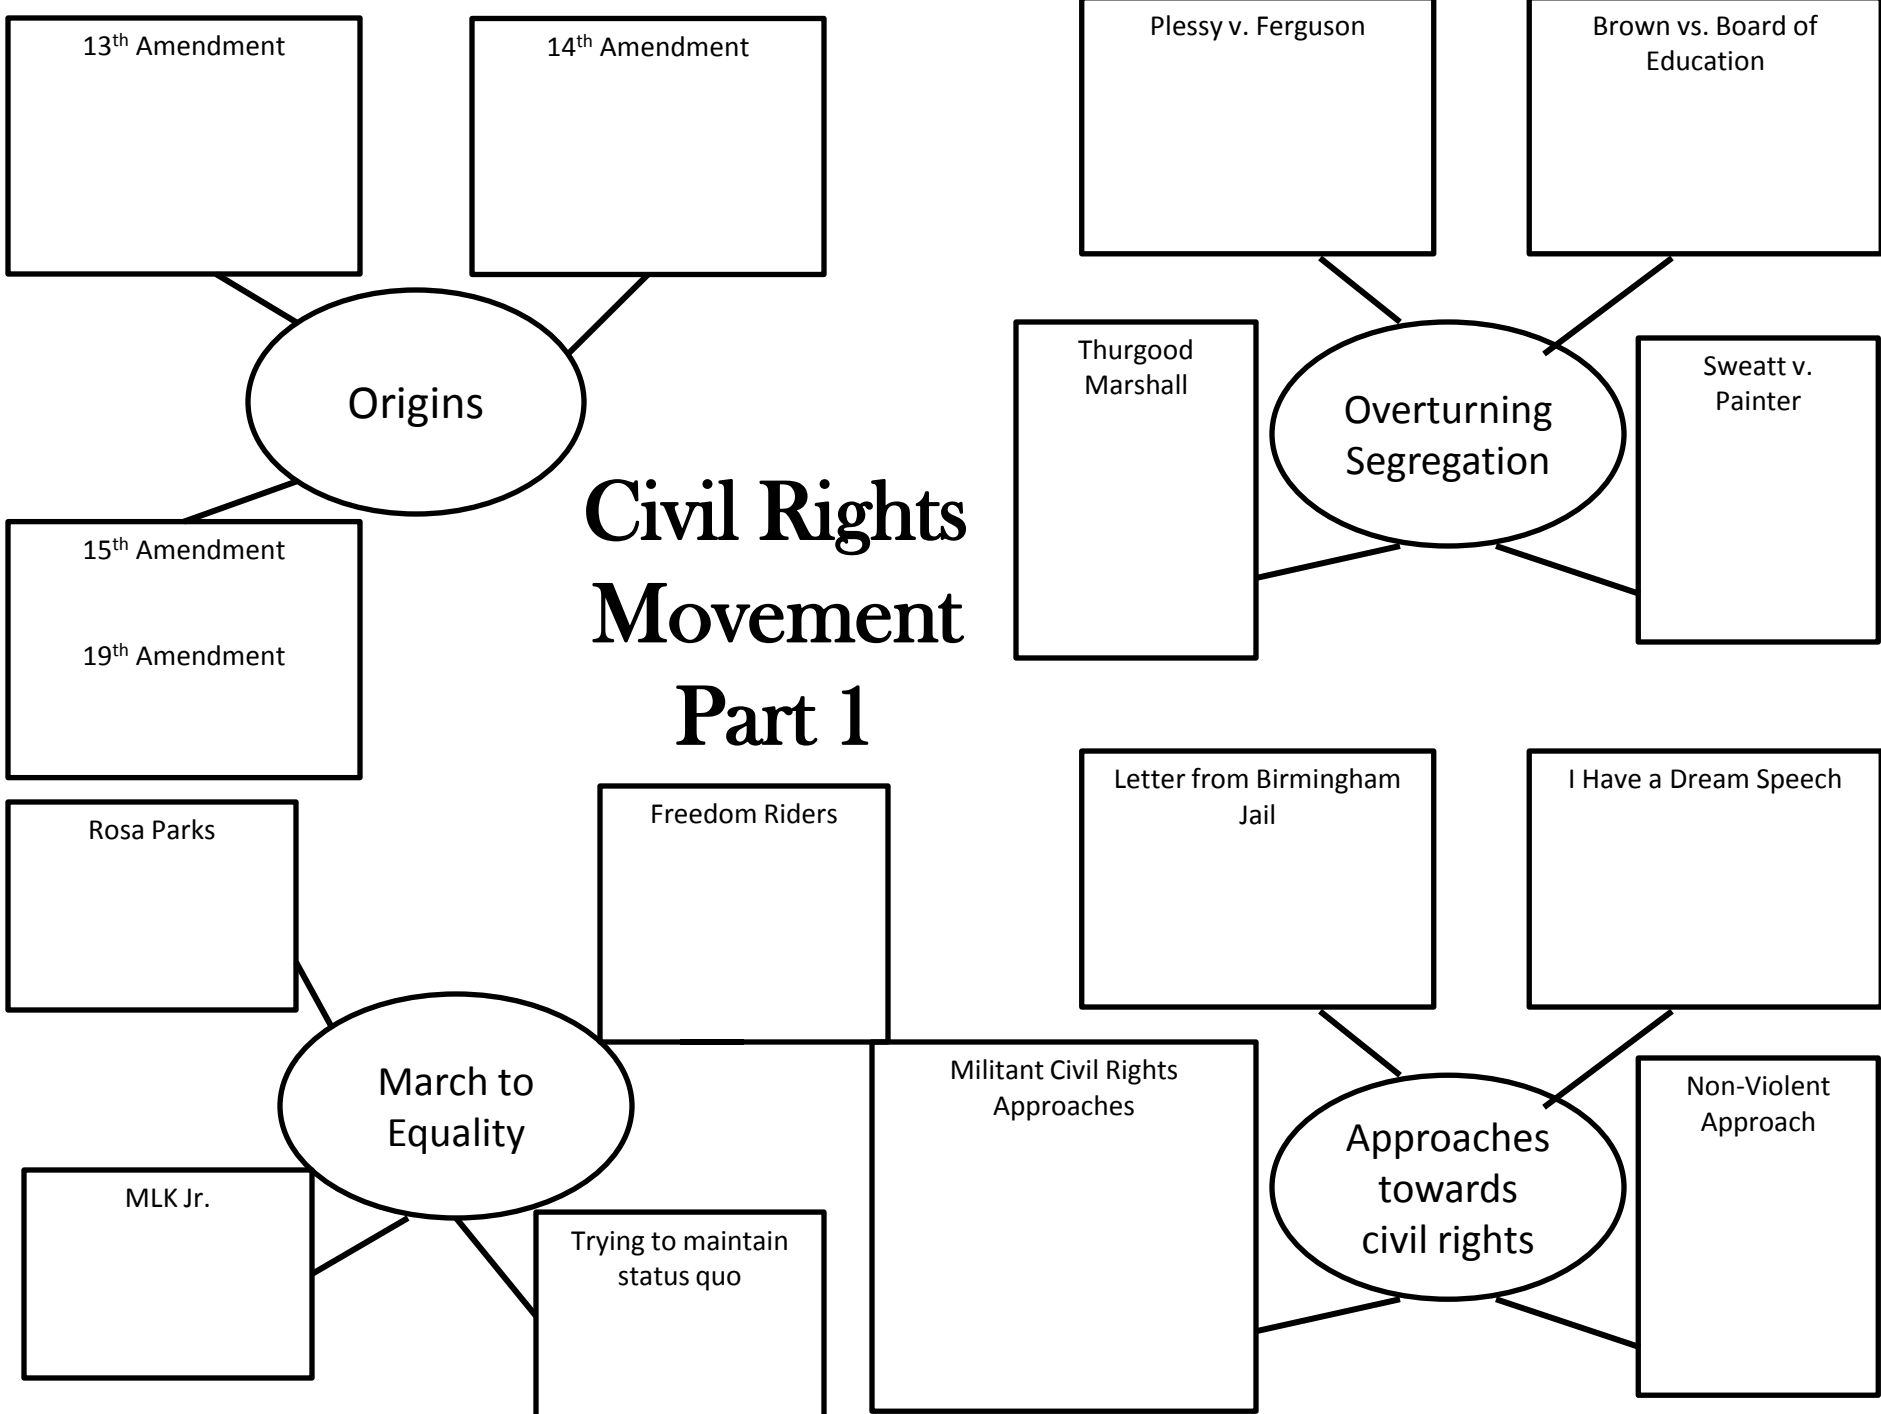 13th Amendment
14th Amendment
Origins
15th Amendment
19th Amendment
Plessy v. Ferguson
Brown vs. Board of
Education
Thurgood
Marshall
Overturning
Segregation
Sweatt v.
Painter
Civil Rights
Movement
Part 1
Rosa Parks
Freedom Riders
March to
Equality
MLK Jr.
Trying to maintain
status quo
Letter from Birmingham
Jail
I Have a Dream Speech
Militant Civil Rights
Approaches
Approaches
towards
civil rights
Non-Violent
Approach